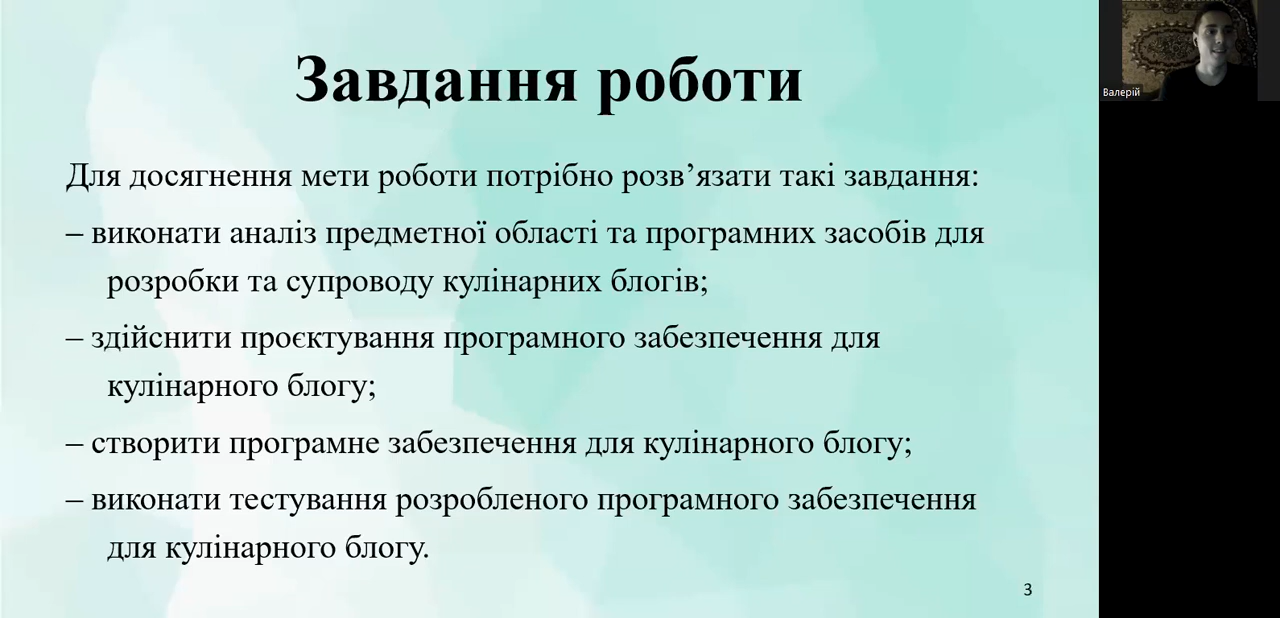 Завдання роботи
Для досягнення мети роботи потрібно розв’язати такі завдання:
– виконати аналіз предметної області та програмних засобів для
розробки та супроводу кулінарних блогів;
– здійснити проєктування програмного забезпечення для
кулінарного блогу;
– створити програмне забезпечення для кулінарного блогу;
– виконати тестування розробленого програмного забезпечення
для кулінарного блогу.
3
Валерій